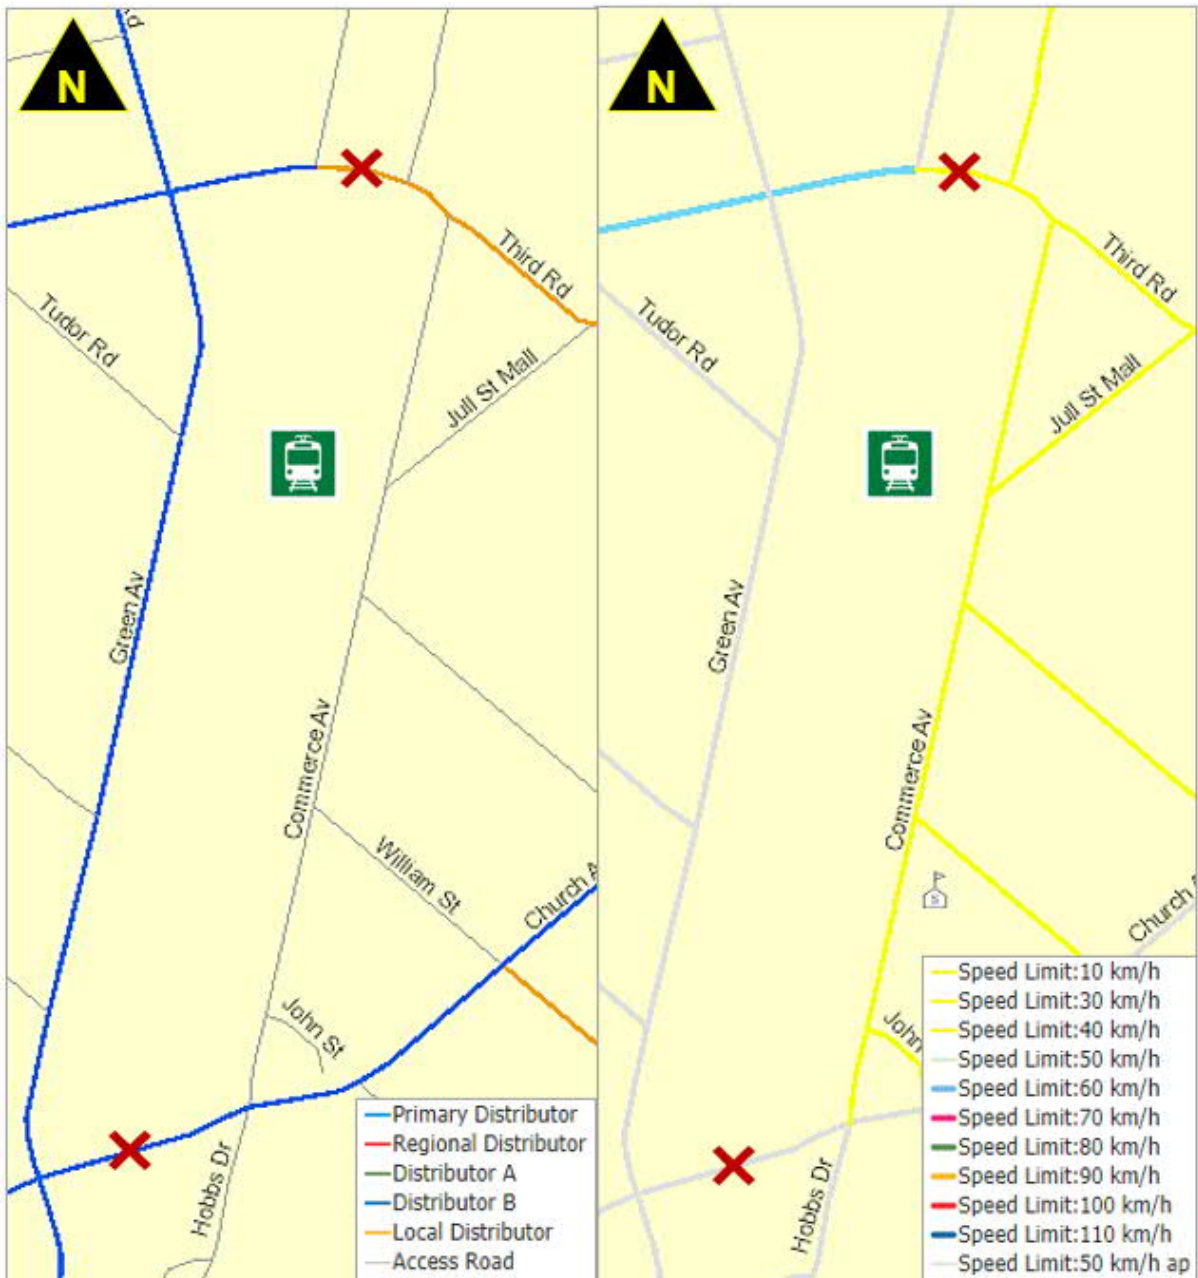 N
Third Rd
Tudor Rd
Jull St Mall
Green Av
Commerce Av
William St
Church
John St
Hobbs Dr
Primary Distributor
Regional Distributor
Distributor A
Distributor B
Local Distributor
Access Road
N
Third Rd
Tudor Rd
Jull St Mall
Green Av
Commerce Av
S
Church
John
Hobbs Dr
Speed Limit:10 km/h
Speed Limit:30 km/h
Speed Limit:40 km/h
Speed Limit:50 km/h
Speed Limit:60 km/h
Speed Limit:70 km/h
Speed Limit:80 km/h
Speed Limit:90 km/h
Speed Limit:100 km/h
Speed Limit:110 km/h
Speed Limit:50 km/h ap